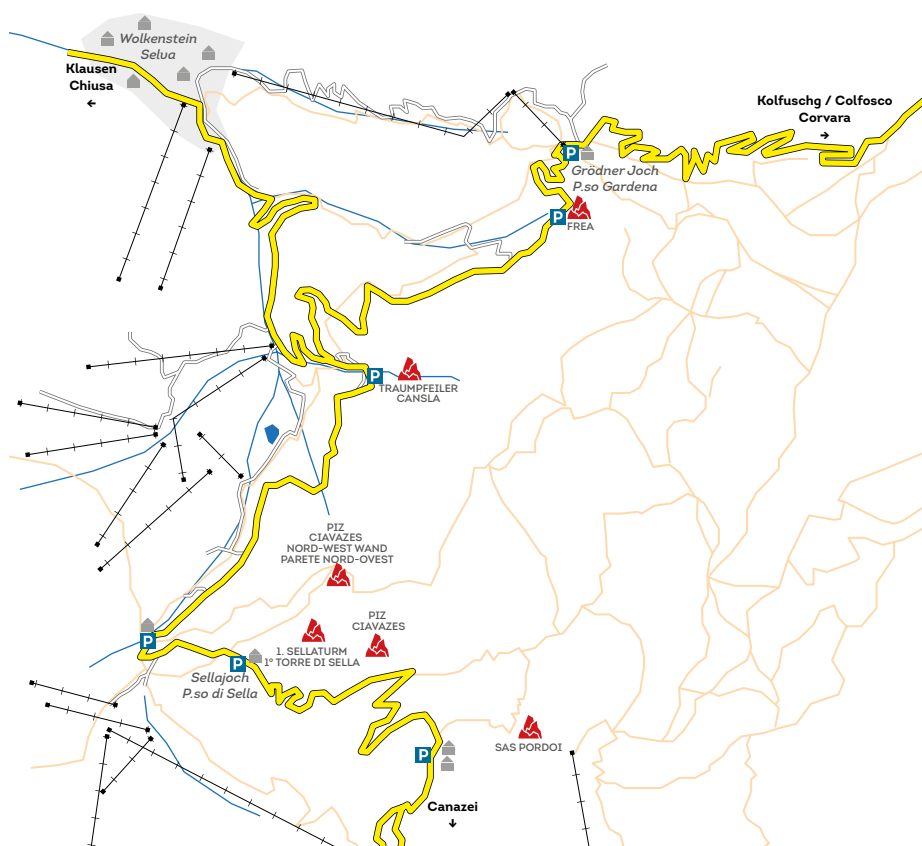 Wolkenstein
Selva
Klausen
Chiusa
←
Kolfuschg / Colfosco
Corvara
→
P
Grödner Joch
P.so Gardena
P
FREA
P
TRAUMPFEILER
CANSLA
PIZ
CIAVAZES
NORD-WEST WAND
PARETE NORD-OVEST
PIZ
CIAVAZES
P
1. SELLATURM
1° TORRE DI SELLA
P
Sellajoch
P.so di Sella
SAS PORDOI
P
Canazei
↓